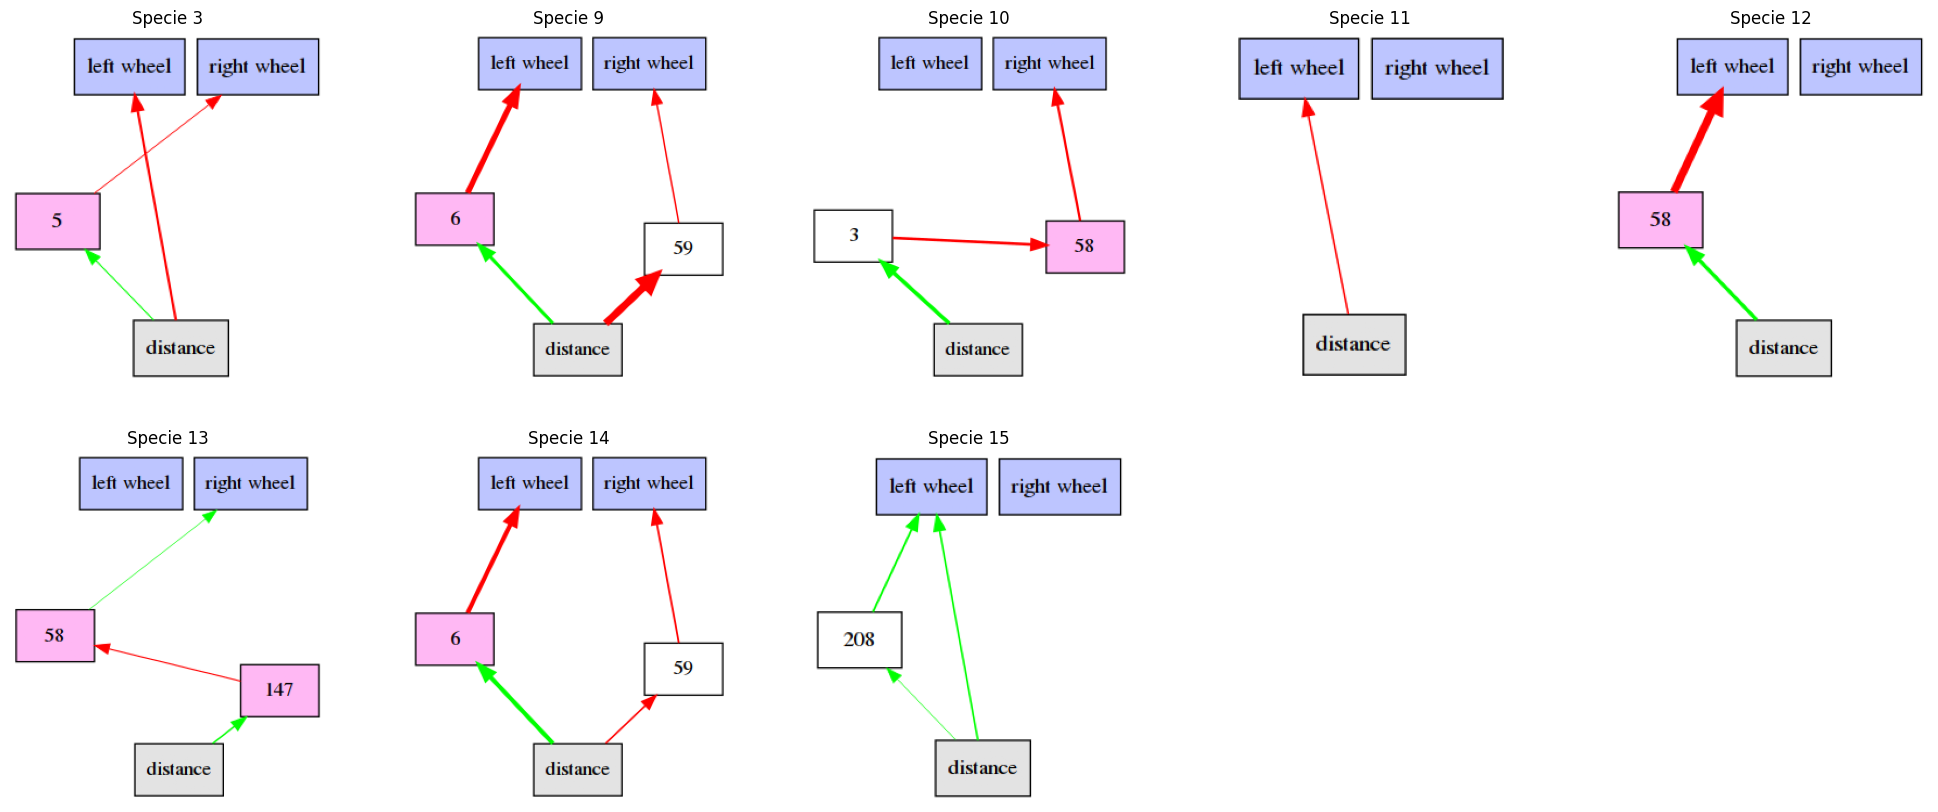 Specie 3
left wheel right wheel
5
distance
Specie 9
left wheel right wheel
6
59
distance
Specie 10
left wheel right wheel
3
58
distance
Specie 11
left wheel right wheel
distance
Specie 12
left wheel right wheel
58
distance
Specie 13
left wheel right wheel
58
147
distance
Specie 14
left wheel right wheel
6
59
distance
Specie 15
left wheel right wheel
208
distance